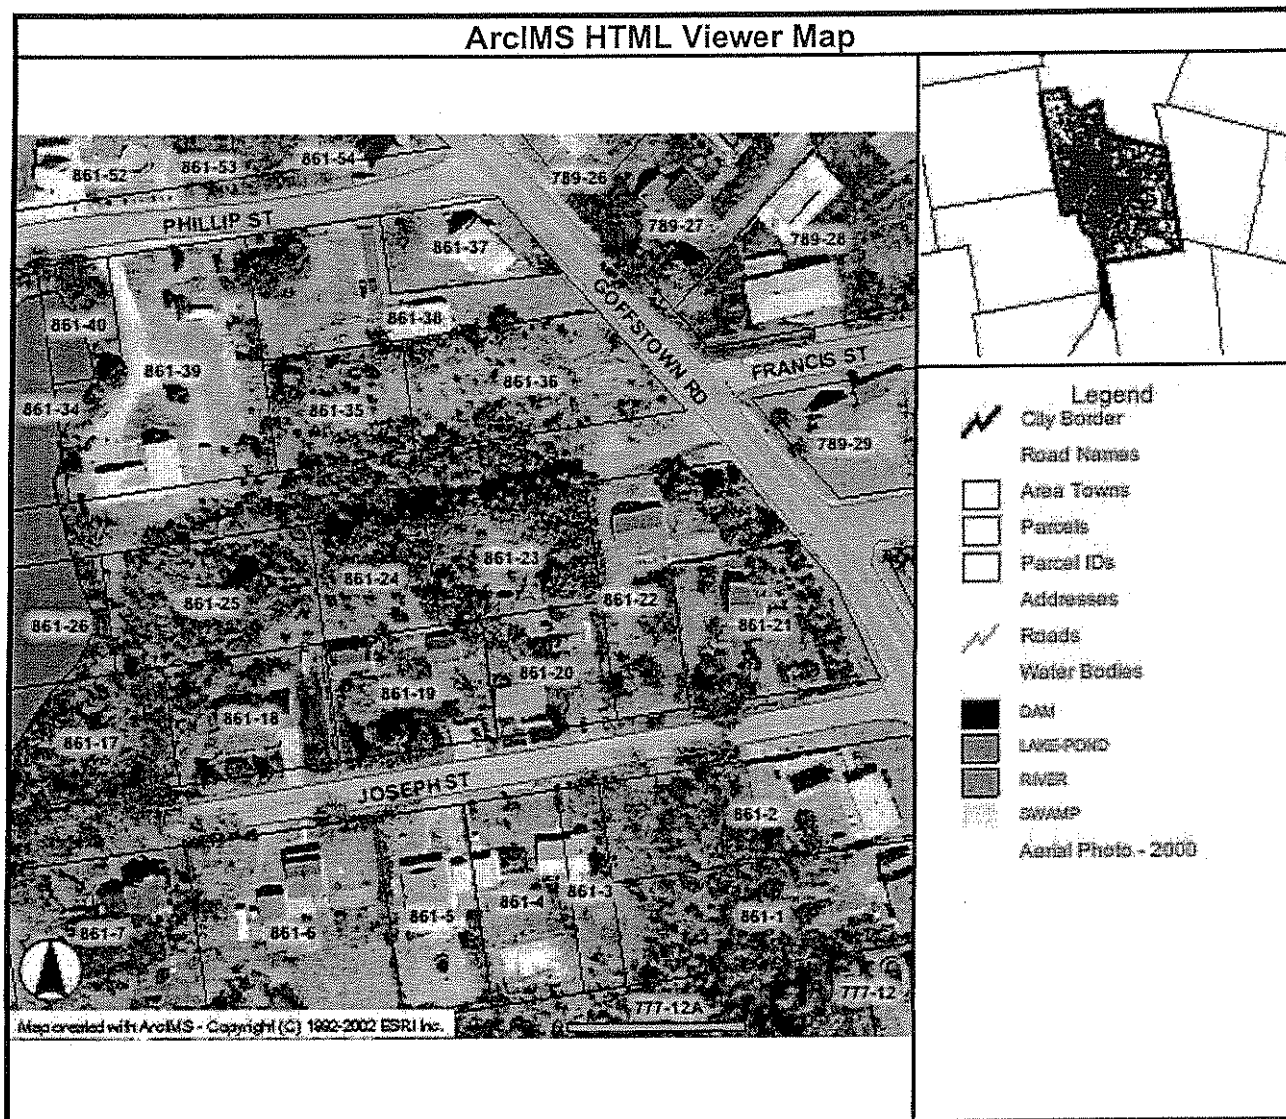 ArcIMS HTML Viewer Map
861-52
861-53
861-54
789-26
PHILLIP ST
861-37
789-27
789-28
861-40
861-38
GOFFSTOWN RD
861-39
861-36
FRANCIS ST
861-34
861-35
789-29
861-23
861-24
861-25
861-22
861-26
861-21
861-20
861-19
861-18
861-17
JOSEPH ST
861-2
861-3
861-4
861-5
861-1
861-7
861-6
777-12
777-12A
Map created with ArcIMS - Copyright (C) 1992-2002 ESRI Inc.
Legend
City Border
Road Names
Area Towns
Parcels
Parcel IDs
Addresses
Roads
Water Bodies
DAM
LAKE-POND
RIVER
SWAMP
Aerial Photo - 2000